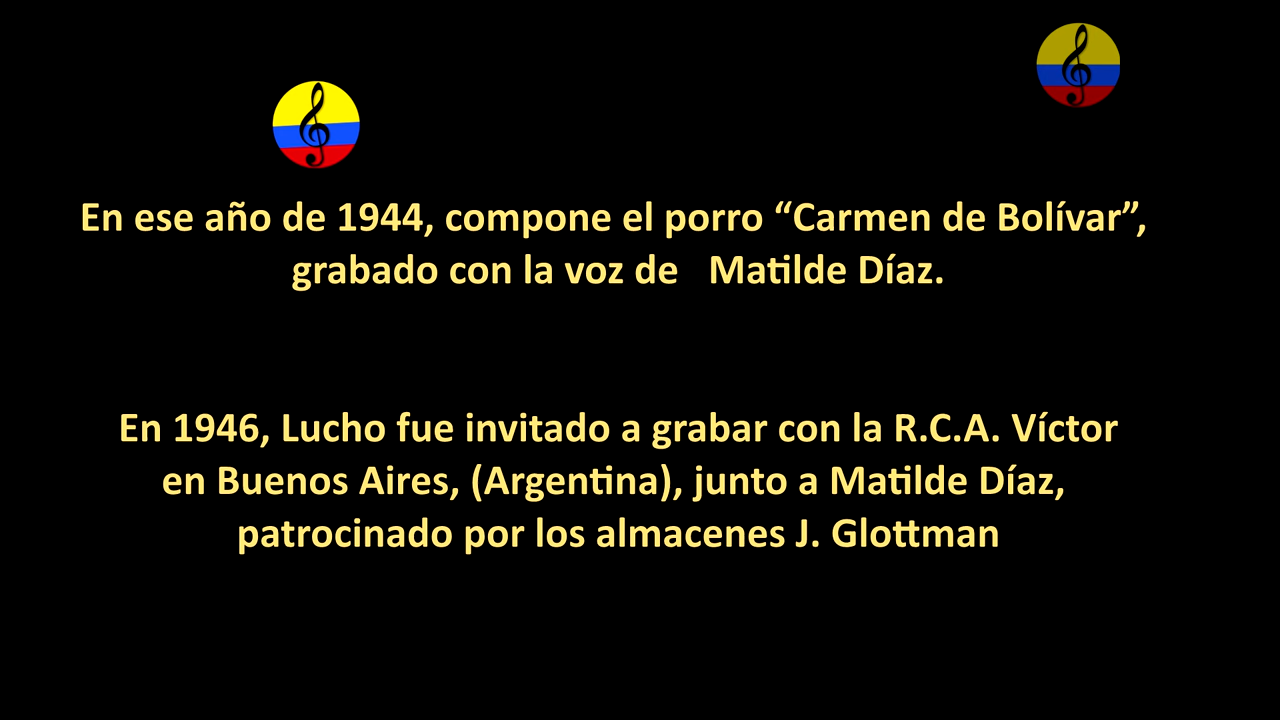 En ese año de 1944, compone el porro “Carmen de Bolívar”,
grabado con la voz de   Matilde Díaz.
En 1946, Lucho fue invitado a grabar con la R.C.A. Víctor
en Buenos Aires, (Argentina), junto a Matilde Díaz,
patrocinado por los almacenes J. Glottman